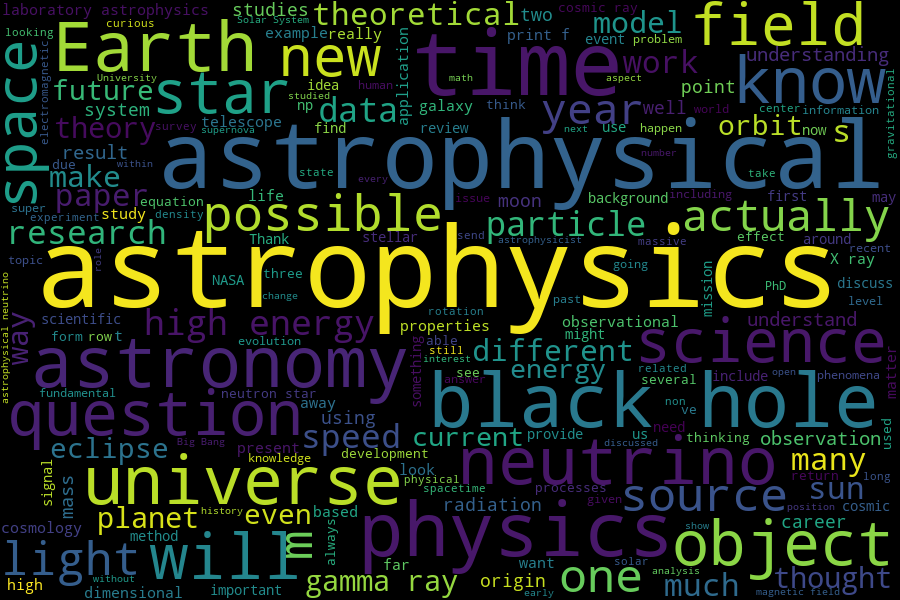 laboratory astrophysics
curious
looking
Earth
studies
Solar System
example
theoretical
really
new
two
cosmic ray
print f
event
model
problem
field
understanding
space
electromagnetic
University
future
star
system
telescope
idea
studied
np
data
human
find
application
time
math
galaxy
think
work
aspect
year
well
world
point
know
center
information
orbit
now
s
gravitational
theory
survey
supernova
result
due
within
make
astrophysical
review
next
use
happen
number
paper
equation
super
experiment
study
density
state
every
life
possible
issue
moon
background
including
take
first
may
research
Thank
stellar
send
particle
astrophysicist
massive
actually
effect
around
recent
topic
role
astrophysics
NASA
three
change
going
past
mission
PhD
X ray
discuss
level
astrophysical neutrino
way
scientific
form
row
t
high energy
evolution
rotation
properties
able
still
interest
observational
might
understand
science
astronomy
fundamental
neutron star
something
answer
see
different
energy
related
several
include
open
phenomena
matter
question
away
using
black hole
non
ve
eclipse
Big Bang
present
speed
development
knowledge
current
provide
us
discussed
need
thinking
observation
used
signal
mass
universe
look
physical
spacetime
neutrino
processes
given
many
return
long
source
sun
position
cosmic
cosmology
planet
history
even
based
radiation
method
m
always
physics
show
career
object
light
will
far
want
solar
analysis
high
without
dimensional
important
gamma ray
origin
early
one
much
magnetic field
thought